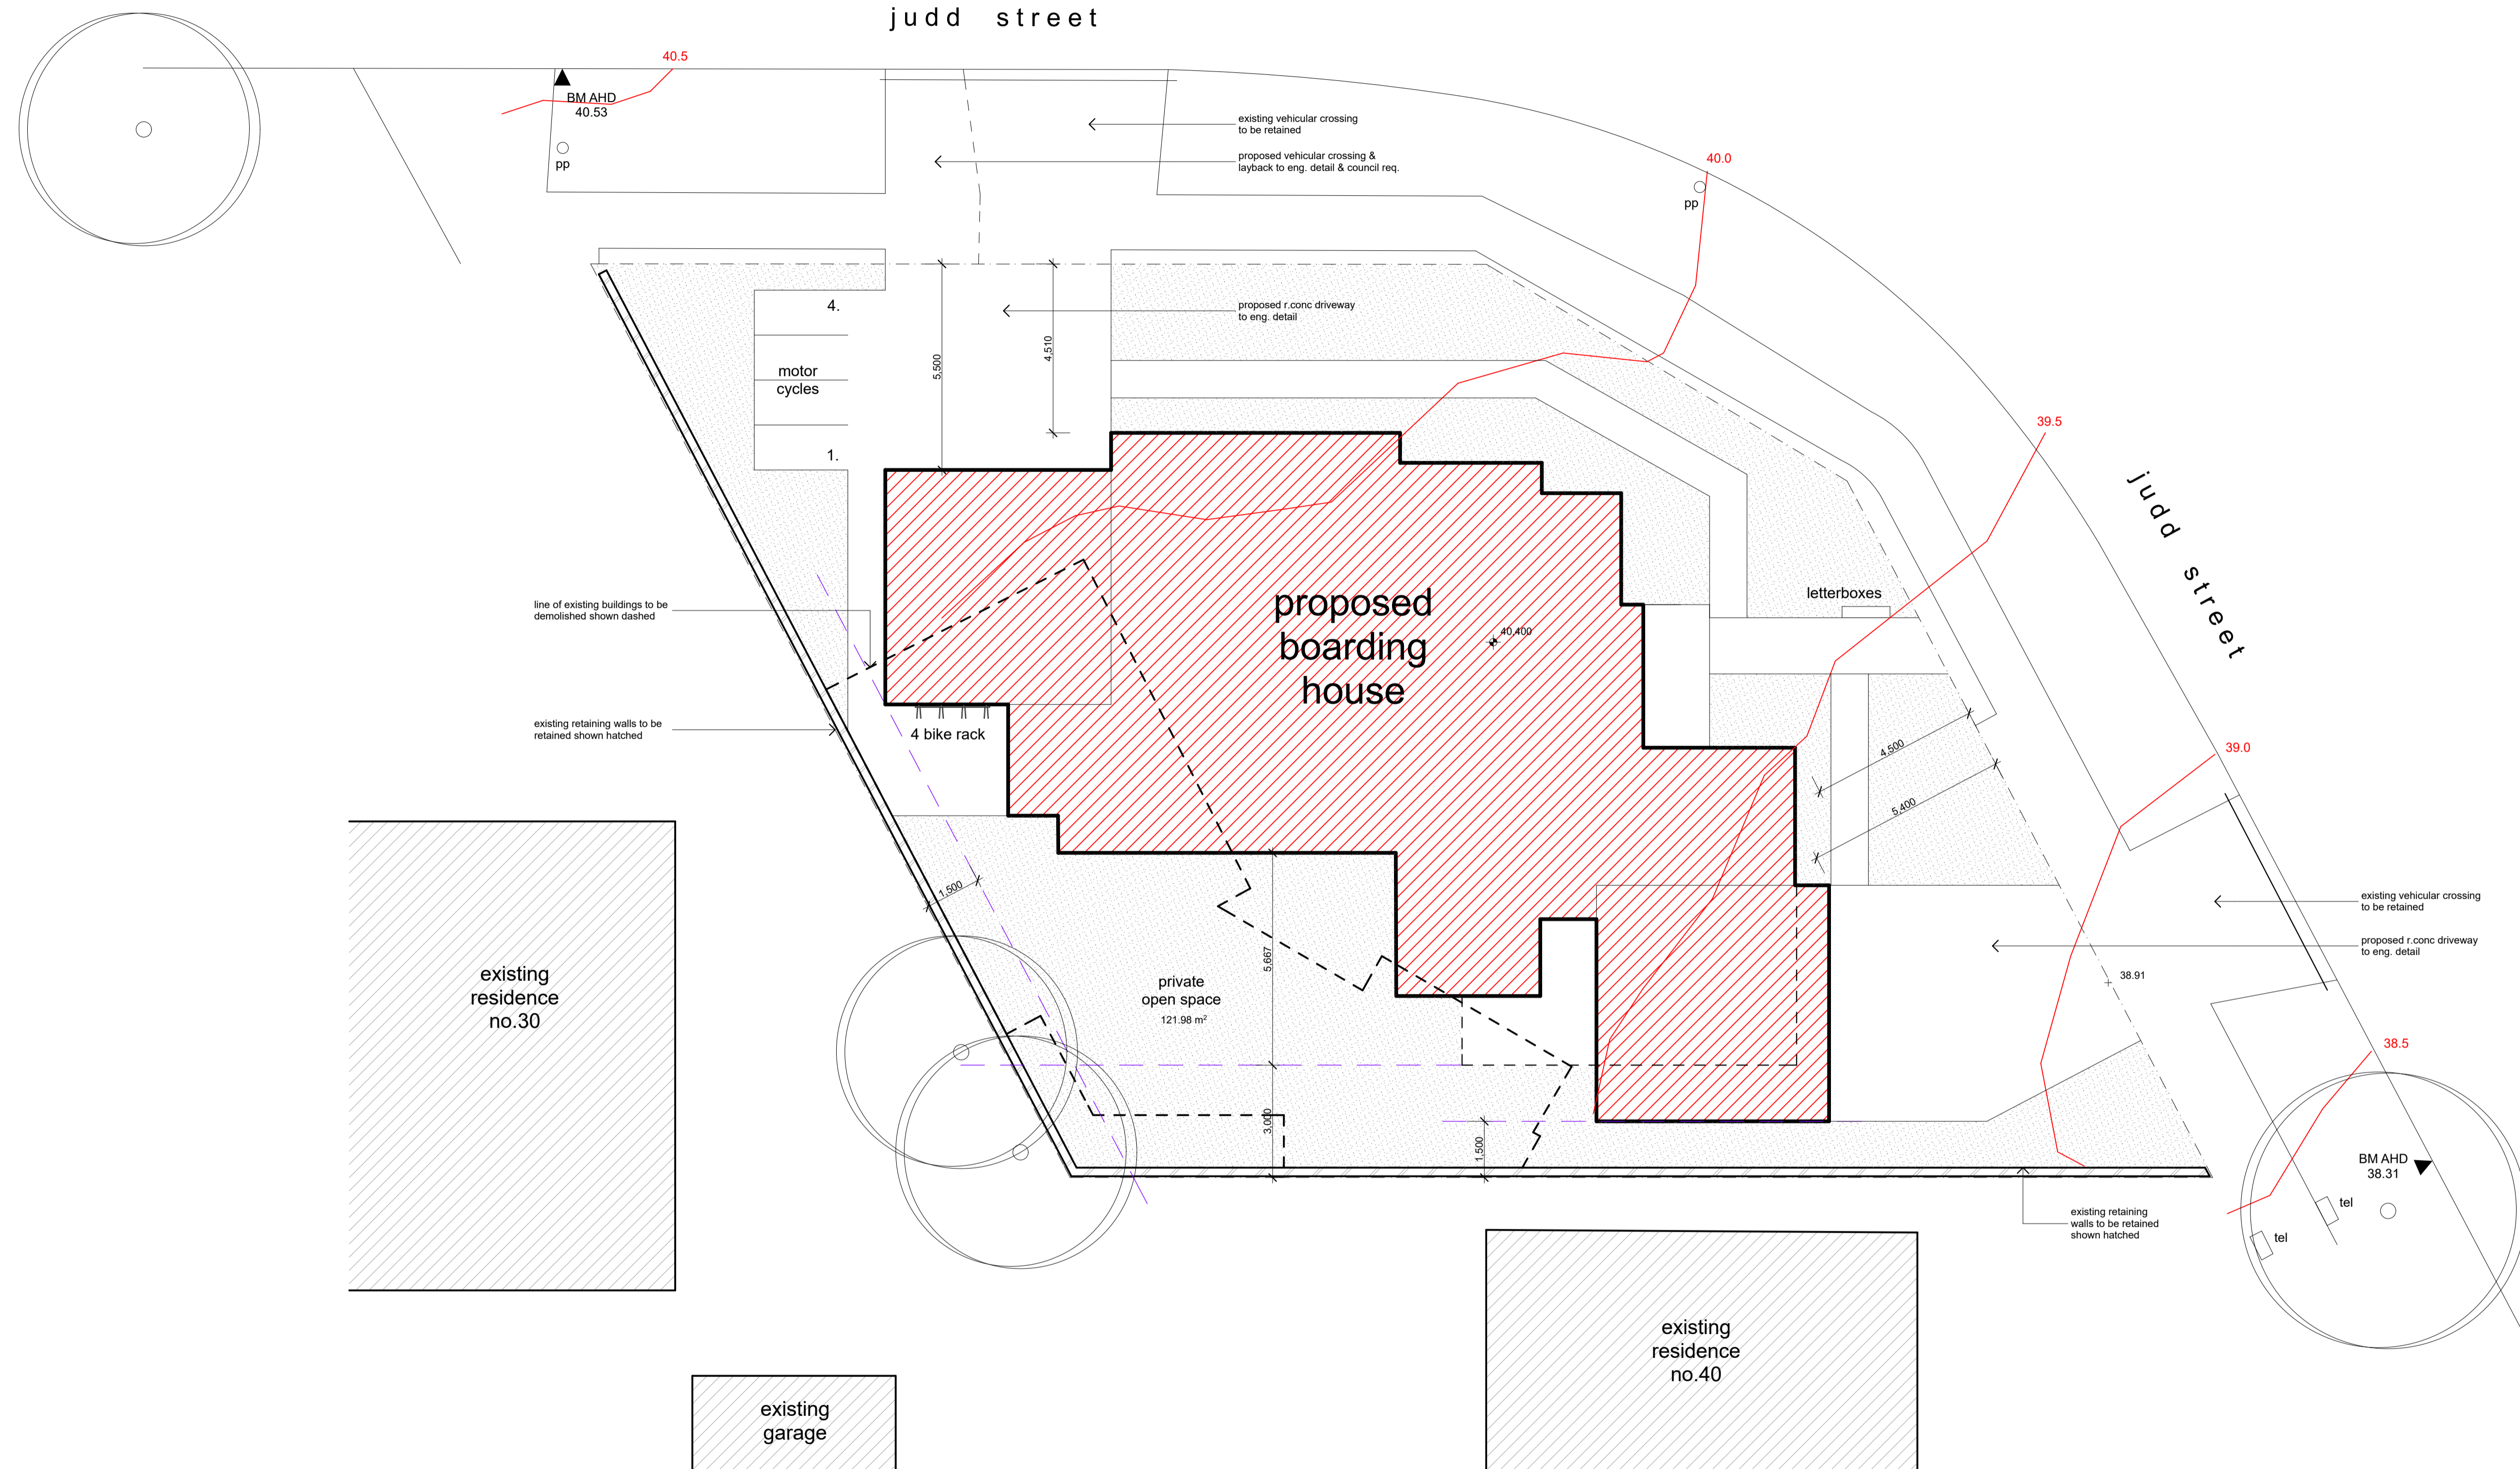 judd street
40.5
BM AHD
40.53
pp
existing vehicular crossing
to be retained
proposed vehicular crossing &
layback to eng. detail & council req.
40.0
pp
4.
motor
cycles
1.
5,500
4,510
proposed r.conc driveway
to eng. detail
39.5
judd street
line of existing buildings to be
demolished shown dashed
proposed
boarding
house
40,400
letterboxes
existing retaining walls to be
retained shown hatched
4 bike rack
4,500
5,400
39.0
1,500
existing vehicular crossing
to be retained
proposed r.conc driveway
to eng. detail
38.91
existing
residence
no.30
private
open space
121.98 m²
5,667
3,000
1,500
38.5
BM AHD
38.31
tel
tel
existing retaining
walls to be retained
shown hatched
existing
residence
no.40
existing
garage